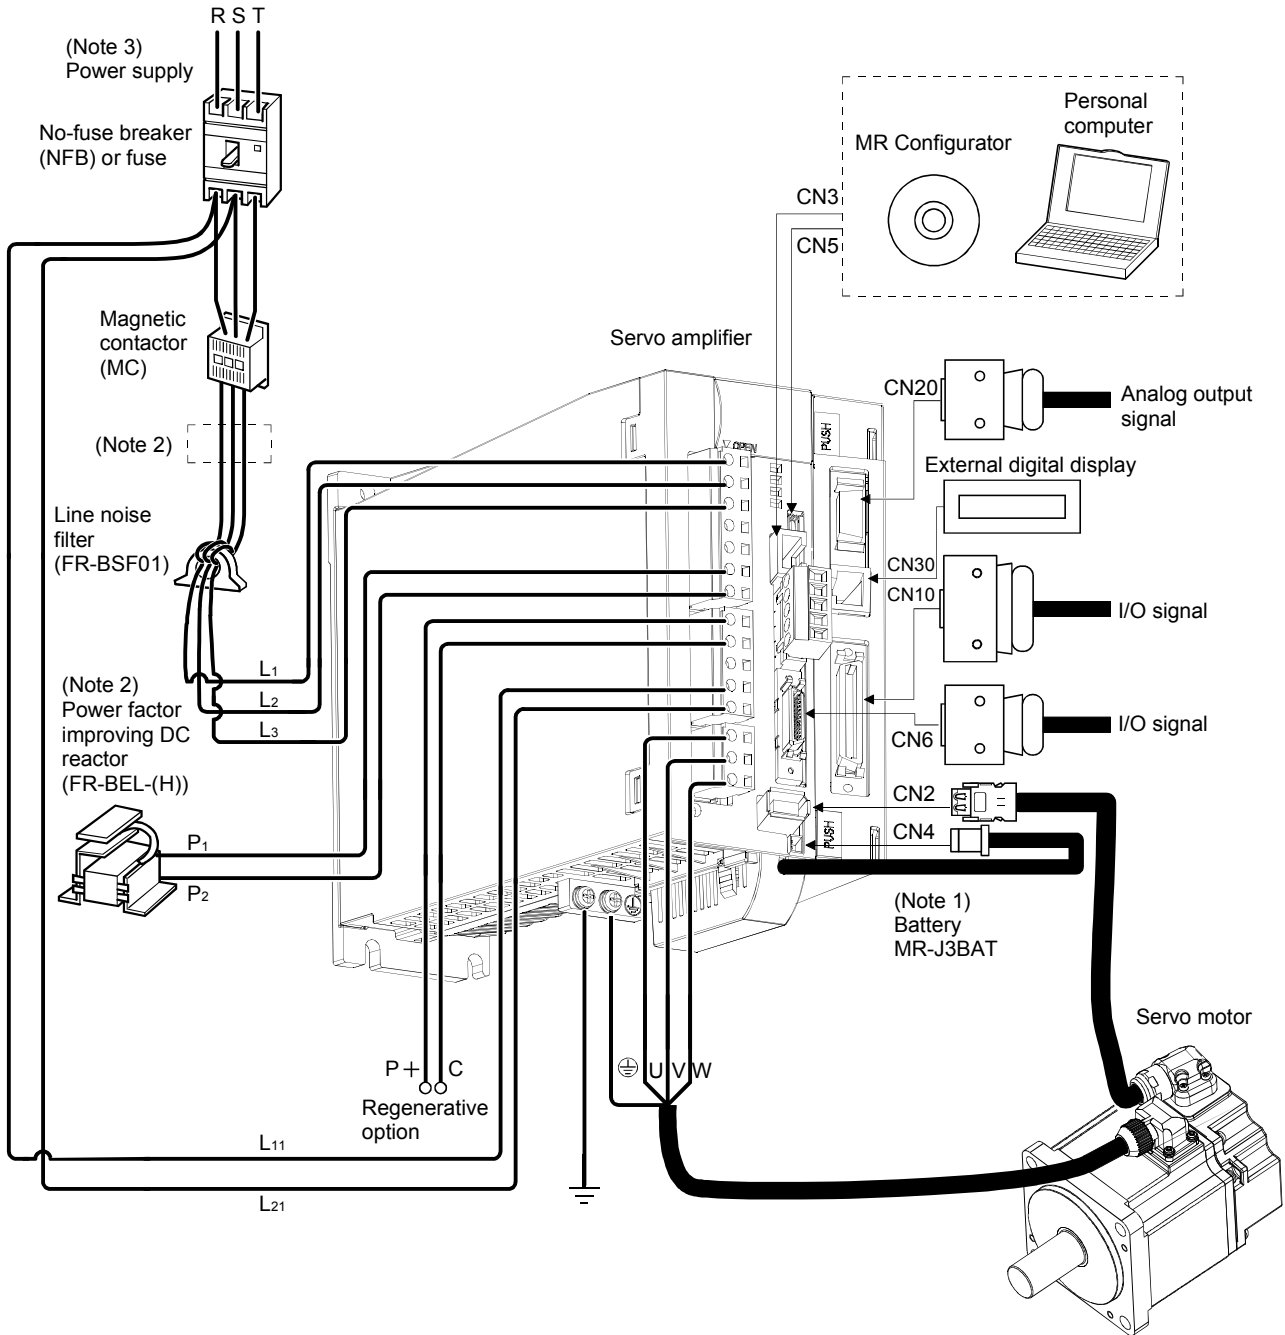 R S T
(Note 3)
Power supply
No-fuse breaker
(NFB) or fuse
Personal
computer
MR Configurator
CN3
CN5
Magnetic
contactor
(MC)
Servo amplifier
CN20
Analog output
signal
(Note 2)
OPEN
PUSH
External digital display
Line noise
filter
(FR-BSF01)
CN30
CN10
I/O signal
L1
L2
L3
(Note 2)
Power factor
improving DC
reactor
(FR-BEL-(H))
CN6
I/O signal
CN2
CN4
PUSH
P1
P2
(Note 1)
Battery
MR-J3BAT
Servo motor
P+ C
Regenerative
option
U V W
L11
L21